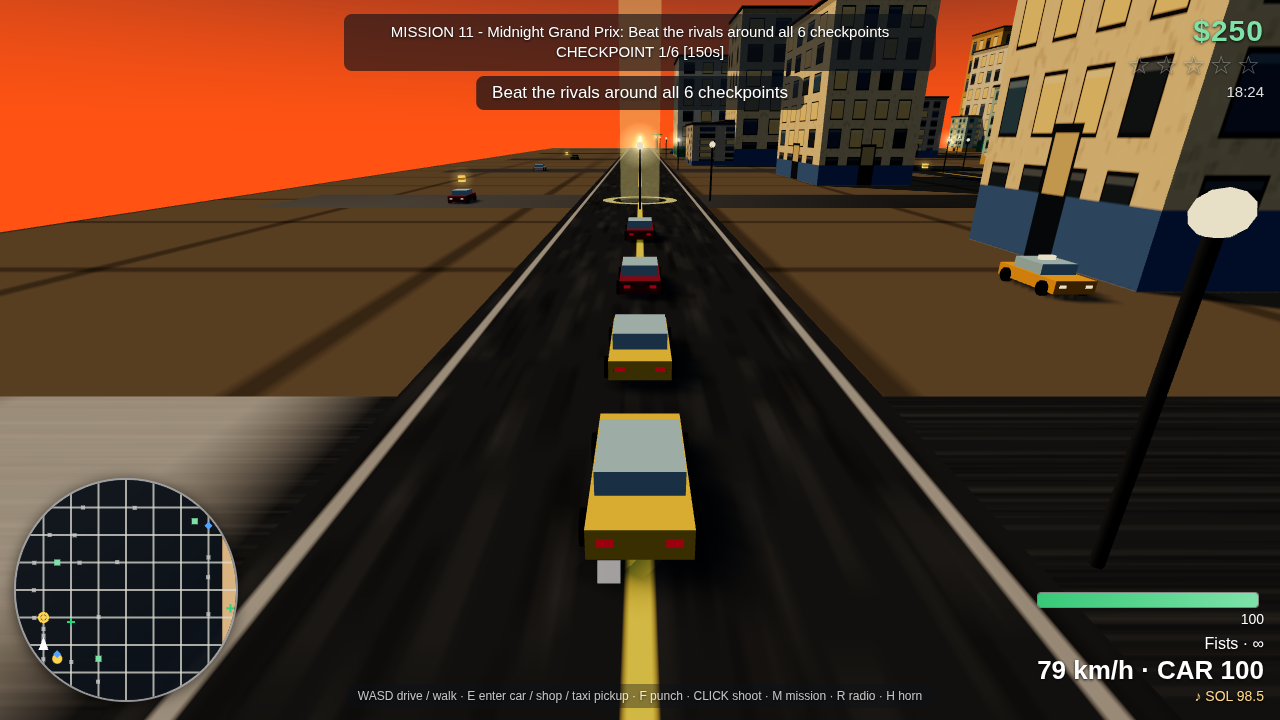 MISSION 11 - Midnight Grand Prix: Beat the rivals around all 6 checkpoints
CHECKPOINT 1/6 [150s]
Beat the rivals around all 6 checkpoints
$250
☆ ☆ ☆ ☆ ☆
18:24
100
Fists · ∞
79 km/h · CAR 100
♪ SOL 98.5
WASD drive / walk · E enter car / shop / taxi pickup · F punch · CLICK shoot · M mission · R radio · H horn